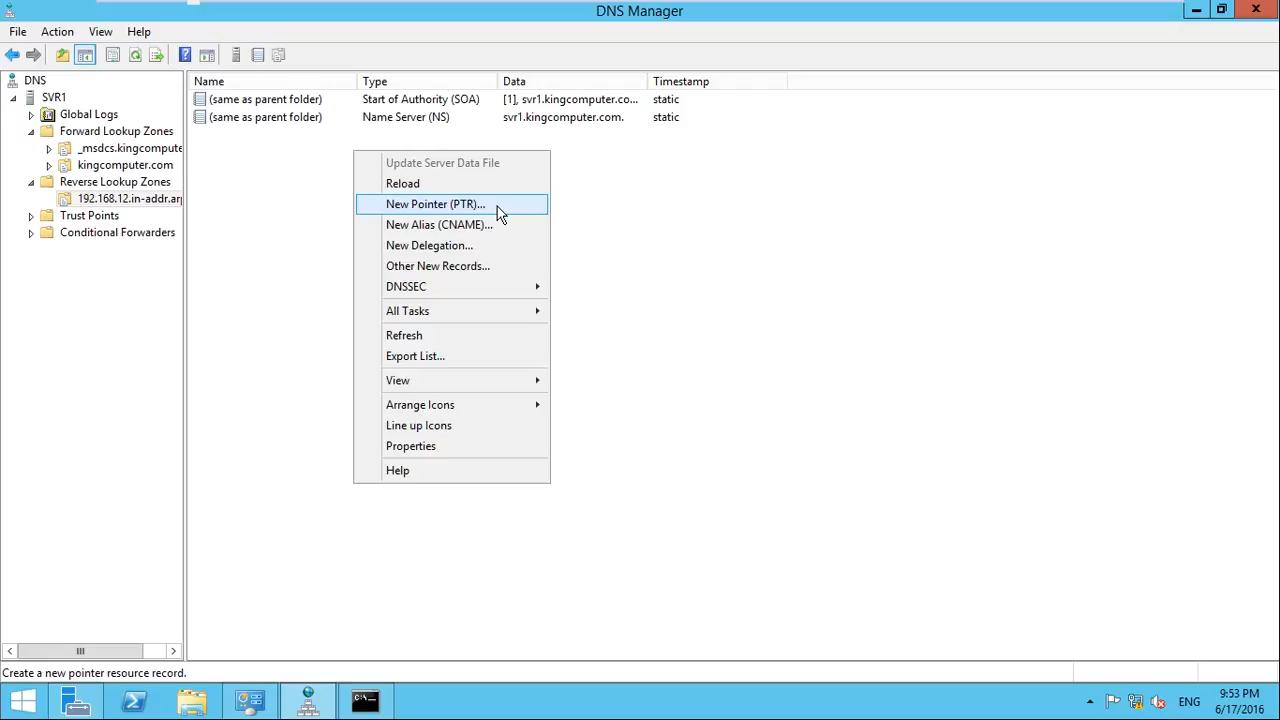 DNS Manager
File Action View Help
DNS
SVR1
Global Logs
Forward Lookup Zones
_msdcs.kingcompute
kingcomputer.com
Reverse Lookup Zones
192.168.12.in-addr.arp
Trust Points
Conditional Forwarders
Name Type Data Timestamp
(same as parent folder) Start of Authority (SOA) [1], svr1.kingcomputer.co... static
(same as parent folder) Name Server (NS) svr1.kingcomputer.com. static
Update Server Data File
Reload
New Pointer (PTR)...
New Alias (CNAME)...
New Delegation...
Other New Records...
DNSSEC
All Tasks
Refresh
Export List...
View
Arrange Icons
Line up Icons
Properties
Help
Create a new pointer resource record.
ENG
9:53 PM
6/17/2016